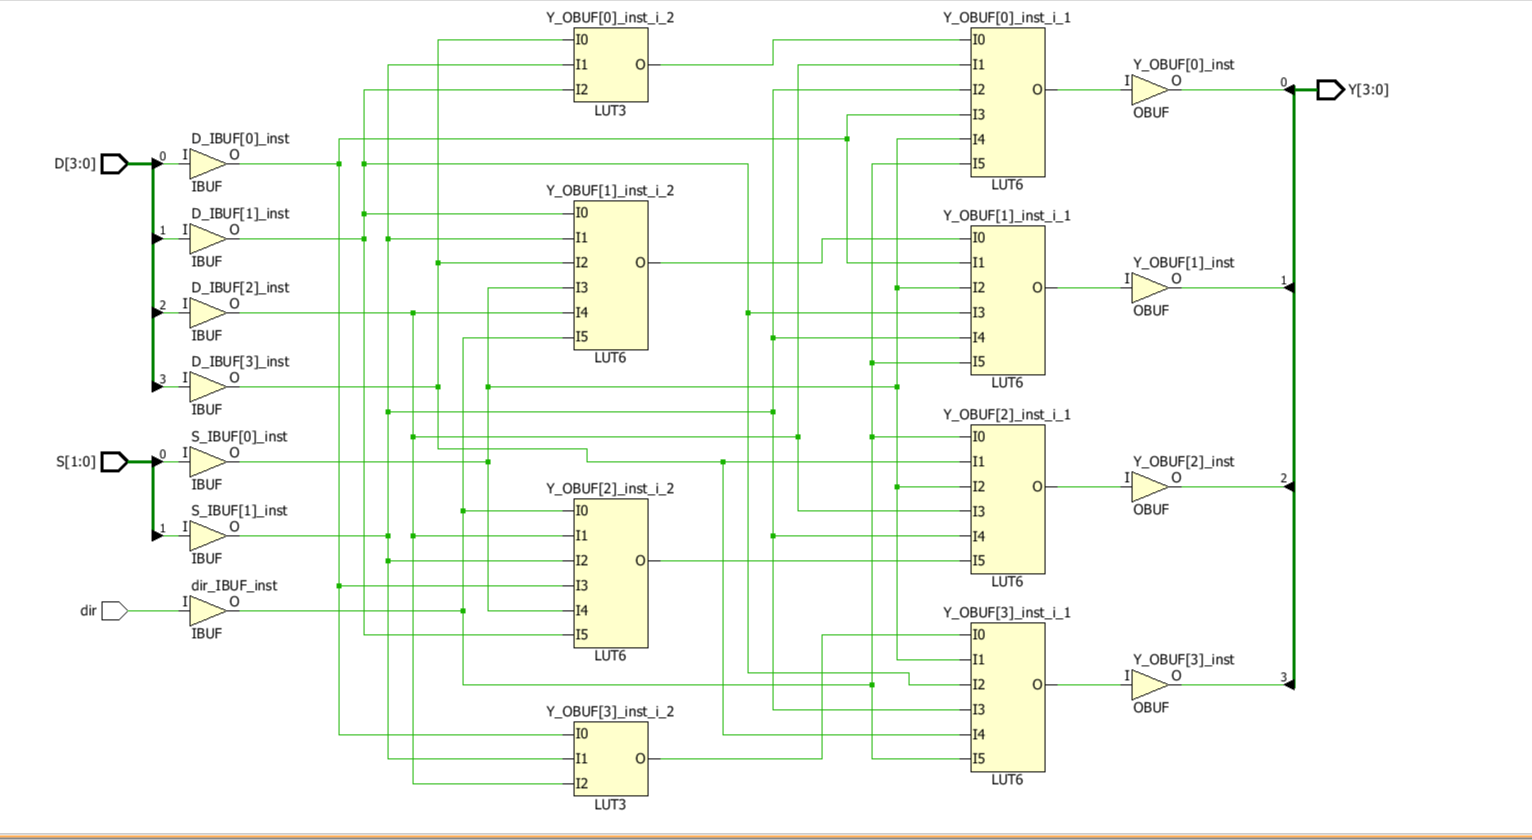 Y_OBUF[0]_inst_i_2
I0
I1
I2
O
LUT3
Y_OBUF[0]_inst_i_1
I0
I1
I2
I3
I4
I5
O
LUT6
Y_OBUF[0]_inst
I
O
OBUF
0
Y[3:0]
D[3:0]
0
D_IBUF[0]_inst
I
O
IBUF
1
D_IBUF[1]_inst
I
O
IBUF
2
D_IBUF[2]_inst
I
O
IBUF
3
D_IBUF[3]_inst
I
O
IBUF
Y_OBUF[1]_inst_i_2
I0
I1
I2
I3
I4
I5
O
LUT6
Y_OBUF[1]_inst_i_1
I0
I1
I2
I3
I4
I5
O
LUT6
Y_OBUF[1]_inst
I
O
OBUF
1
S[1:0]
0
S_IBUF[0]_inst
I
O
IBUF
1
S_IBUF[1]_inst
I
O
IBUF
dir
dir_IBUF_inst
I
O
IBUF
Y_OBUF[2]_inst_i_2
I0
I1
I2
I3
I4
I5
O
LUT6
Y_OBUF[2]_inst_i_1
I0
I1
I2
I3
I4
I5
O
LUT6
Y_OBUF[2]_inst
I
O
OBUF
2
Y_OBUF[3]_inst_i_2
I0
I1
I2
O
LUT3
Y_OBUF[3]_inst_i_1
I0
I1
I2
I3
I4
I5
O
LUT6
Y_OBUF[3]_inst
I
O
OBUF
3